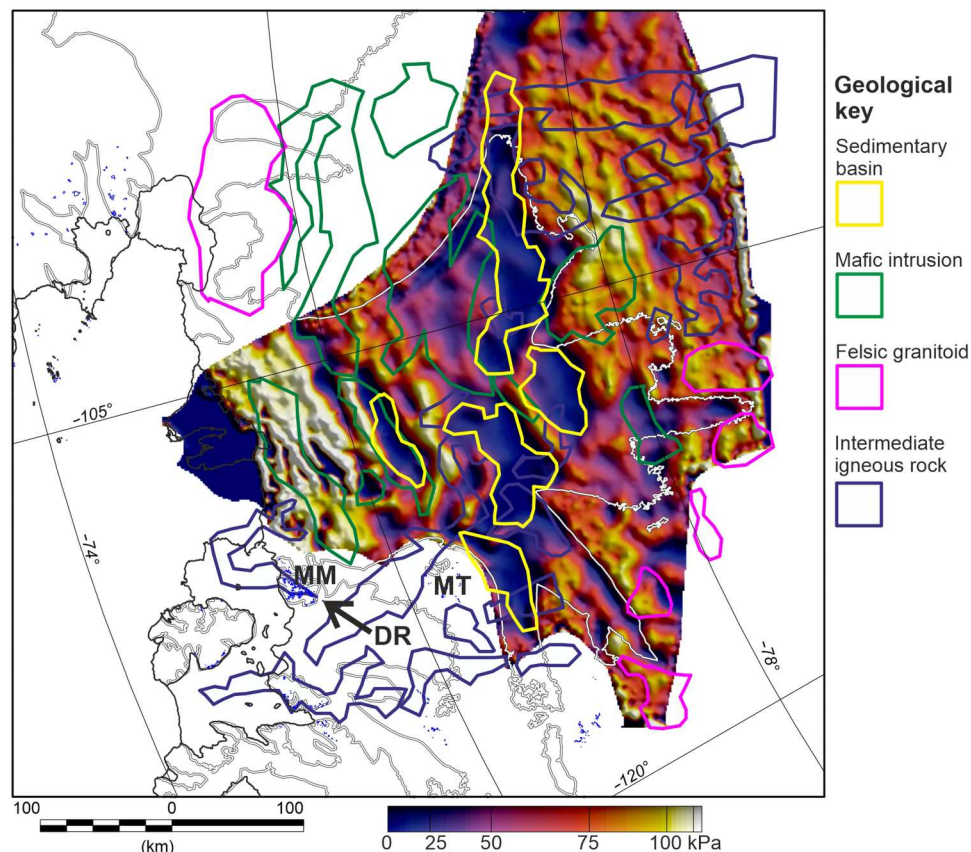 Geological
key
Sedimentary
basin
Mafic intrusion
Felsic granitoid
Intermediate
igneous rock
-105°
-74°
MM
MT
DR
-78°
-120°
100 0 100
(km)
0 25 50 75 100 kPa